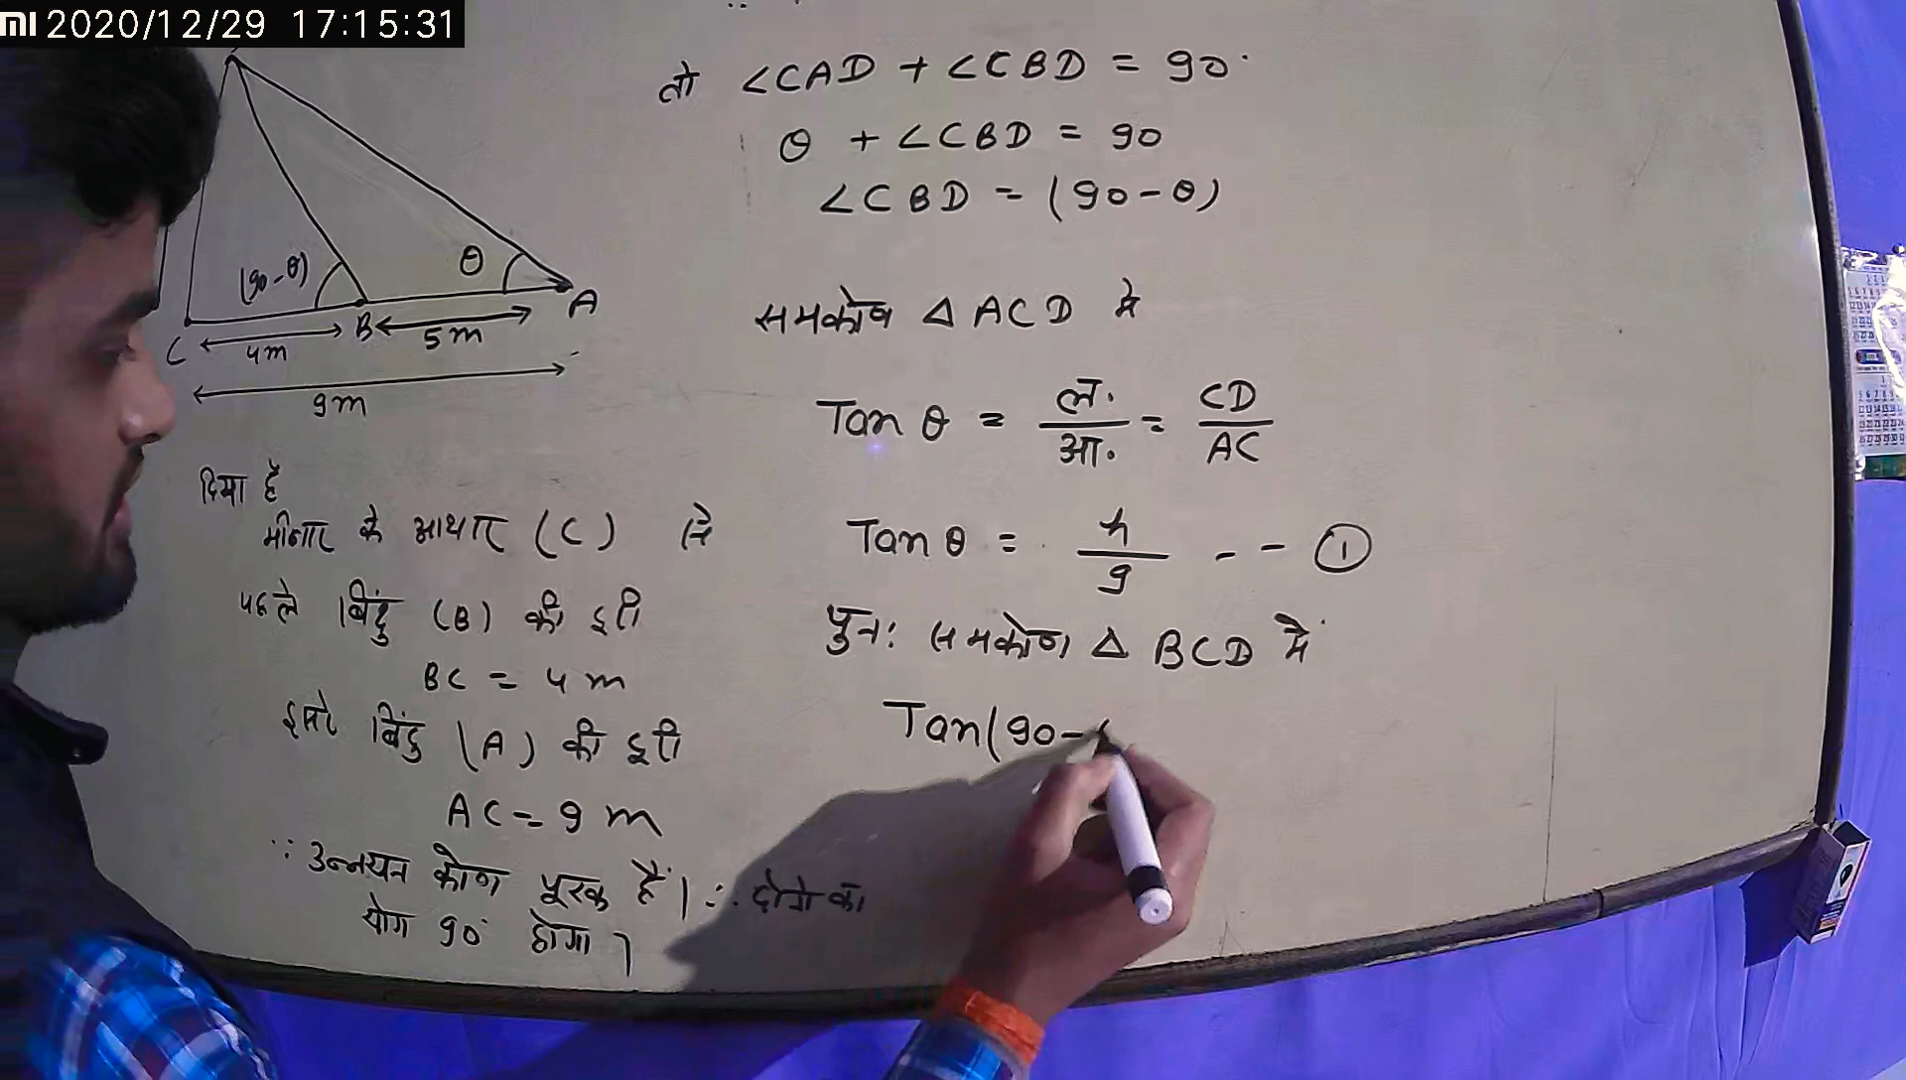 MI 2020/12/29 17:15:31
(90-θ)
θ
C
B
A
4m
5m
9m
दिया है
मीनार के आधार (C) से
पहले बिंदु (B) की दूरी
BC = 4 m
दूसरे बिंदु (A) की दूरी
AC = 9 m
∵ उन्नयन कोण पूरक हैं। ∴ दोनो का
योग 90° होगा।
तो ∠CAD + ∠CBD = 90°
θ + ∠CBD = 90
∠CBD = (90-θ)
समकोण Δ ACD मे
Tan θ = लं./आ. = CD/AC
Tan θ = h/9 - - ①
पुन: समकोण Δ BCD में
Tan(90-